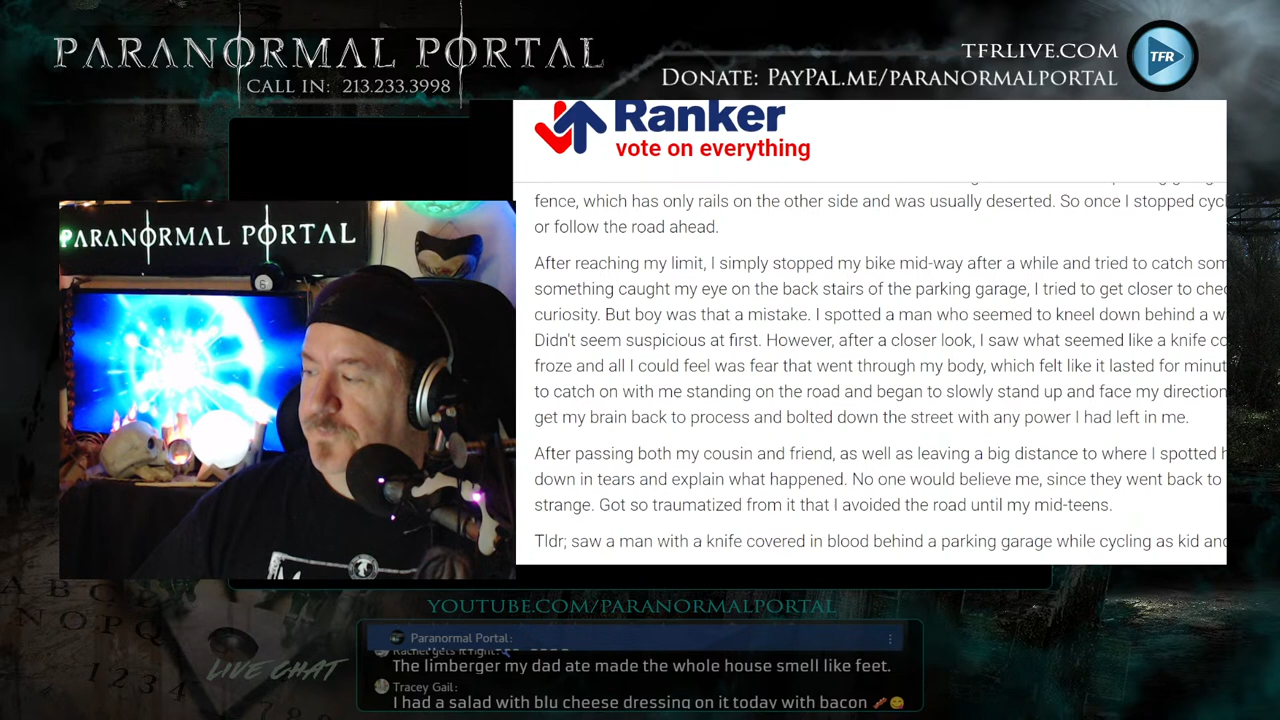 PARANORMAL PORTAL
CALL IN: 213.233.3998
TFRLIVE.COM
TFR
DONATE: PAYPAL.ME/PARANORMALPORTAL
Ranker
vote on everything
fence, which has only rails on the other side and was usually deserted. So once I stopped cycl
or follow the road ahead.
After reaching my limit, I simply stopped my bike mid-way after a while and tried to catch som
something caught my eye on the back stairs of the parking garage, I tried to get closer to chec
curiosity. But boy was that a mistake. I spotted a man who seemed to kneel down behind a w
Didn't seem suspicious at first. However, after a closer look, I saw what seemed like a knife co
froze and all I could feel was fear that went through my body, which felt like it lasted for minut
to catch on with me standing on the road and began to slowly stand up and face my direction
get my brain back to process and bolted down the street with any power I had left in me.
After passing both my cousin and friend, as well as leaving a big distance to where I spotted h
down in tears and explain what happened. No one would believe me, since they went back to
strange. Got so traumatized from it that I avoided the road until my mid-teens.
Tldr; saw a man with a knife covered in blood behind a parking garage while cycling as kid and
PARANORMAL PORTAL
6
YOUTUBE.COM/PARANORMALPORTAL
A B C
N O P Q
1 2 3 4
LIVE CHAT
Paranormal Portal:
Rachel gets it right:
The limberger my dad ate made the whole house smell like feet.
Tracey Gail:
I had a salad with blu cheese dressing on it today with bacon 🥓😋